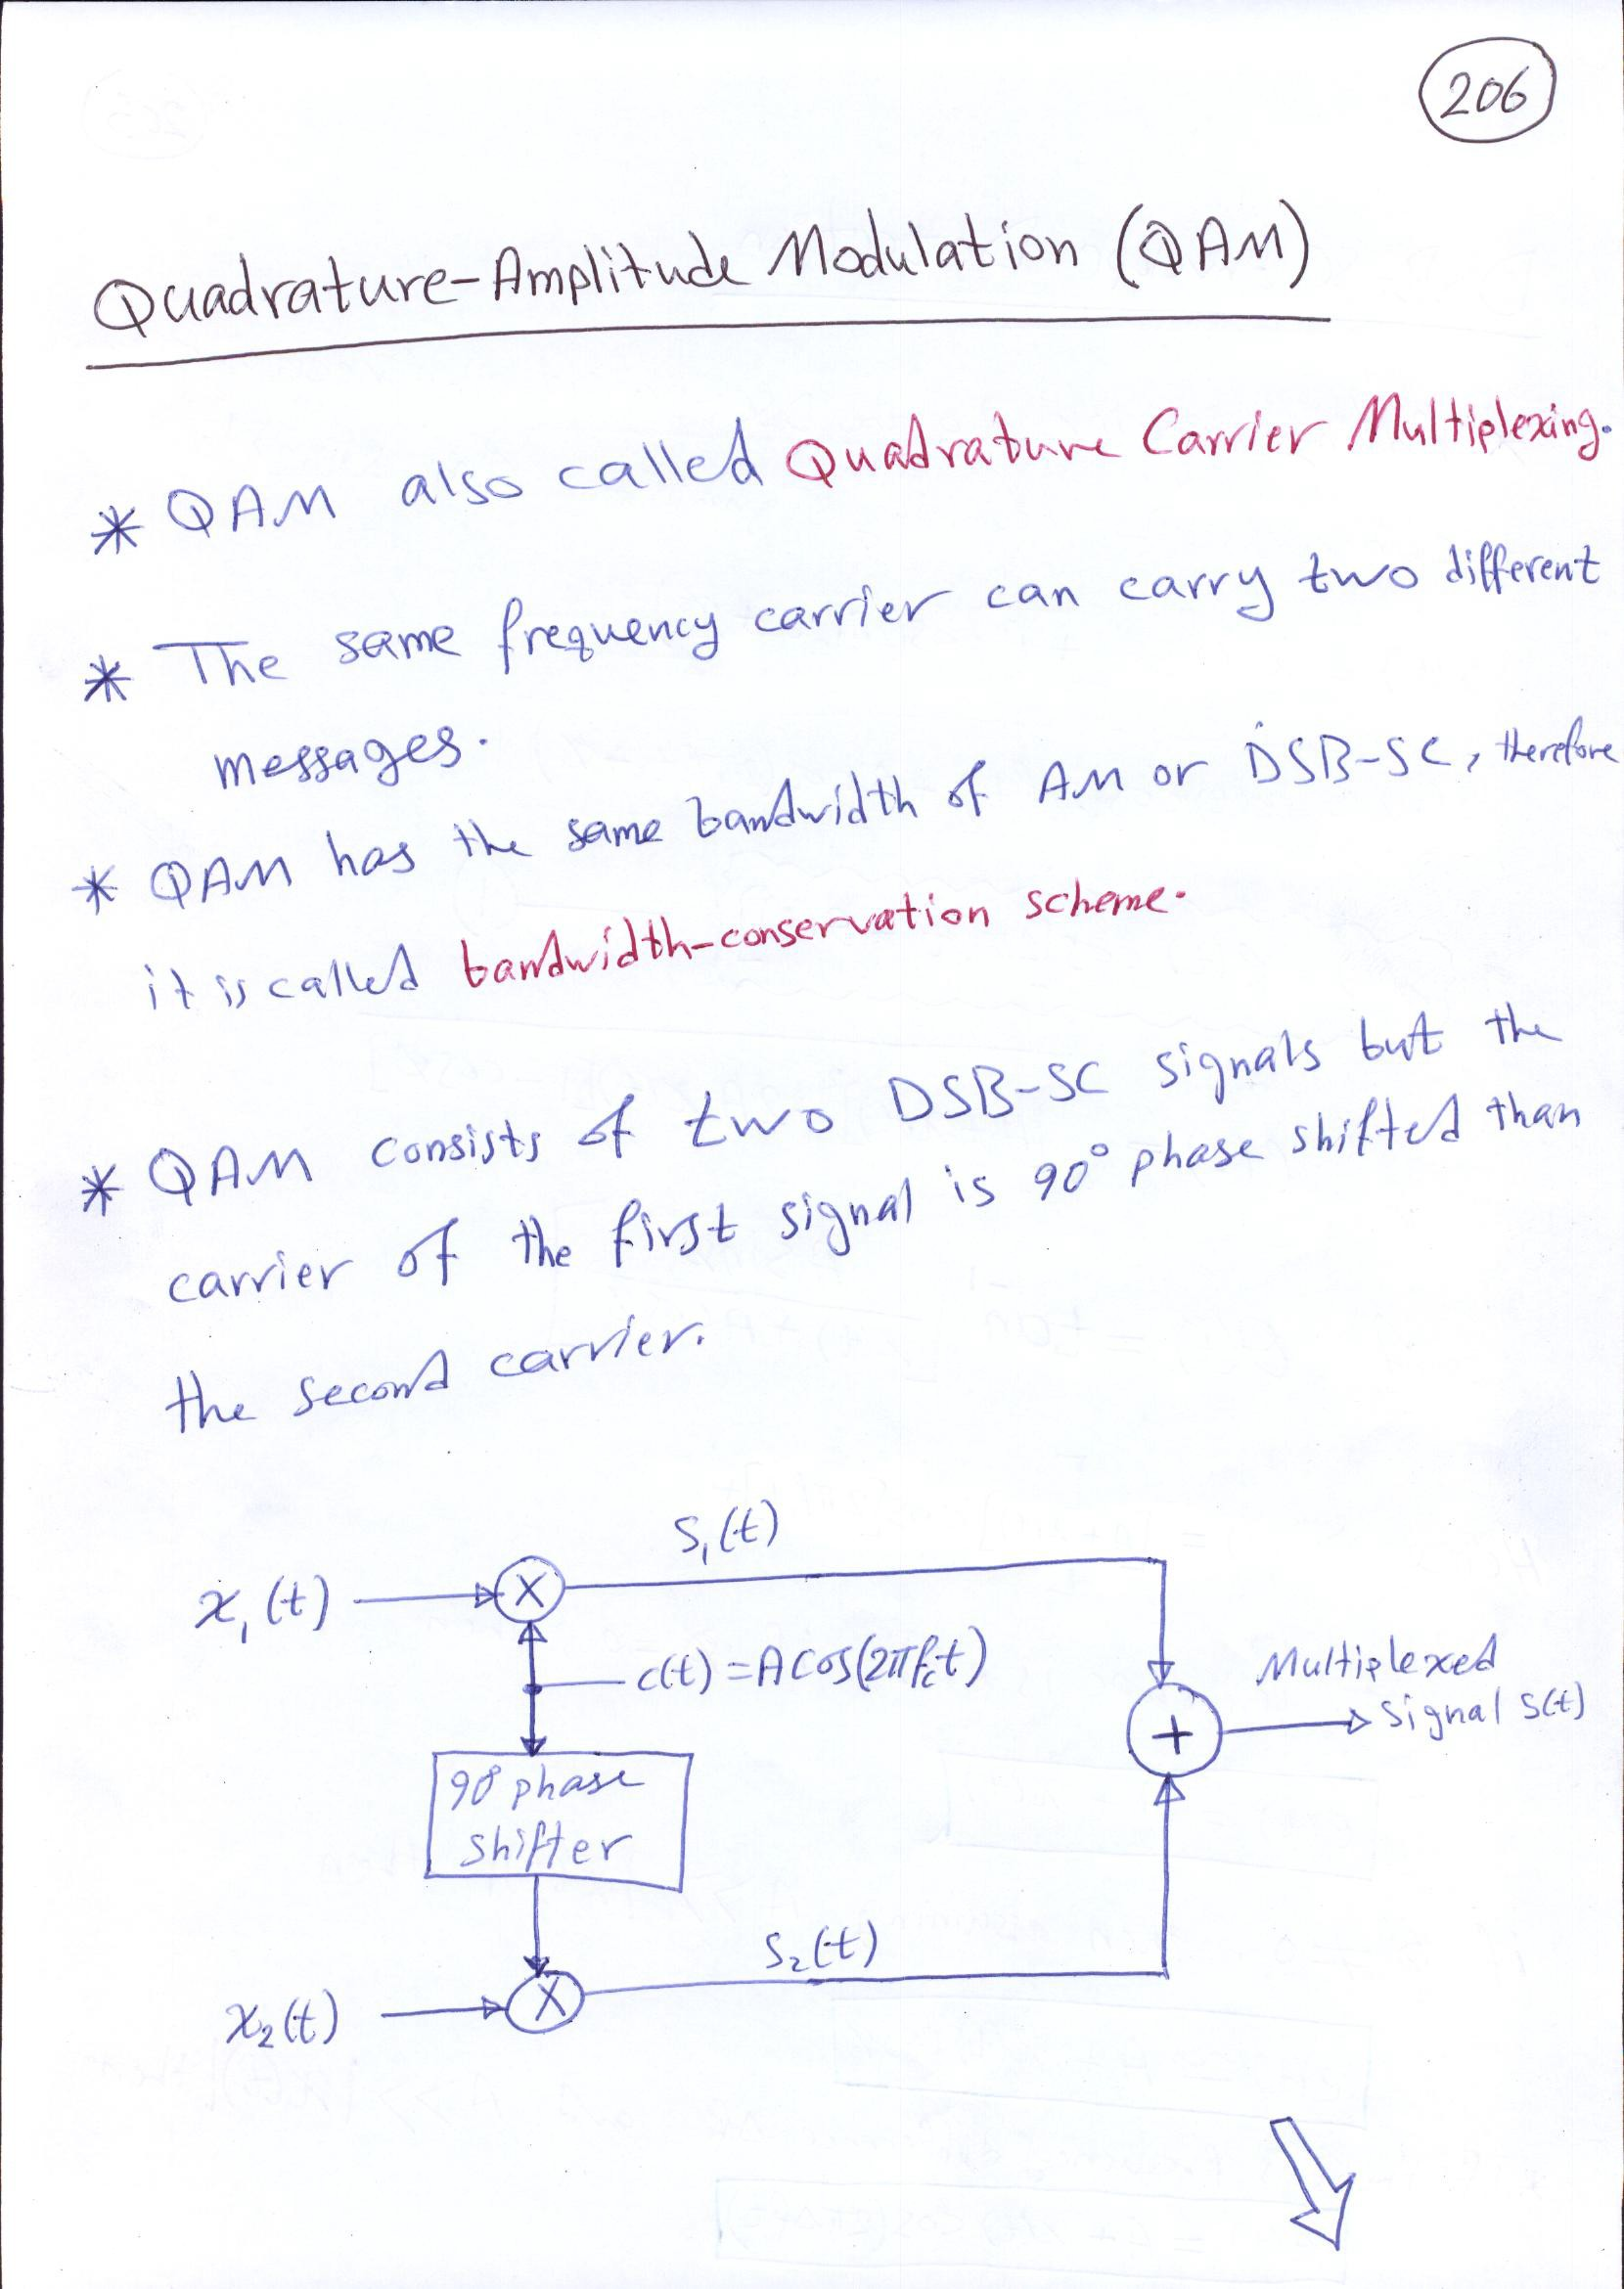 206
Quadrature-Amplitude Modulation (QAM)
* QAM also called Quadrature Carrier Multiplexing.
* The same frequency carrier can carry two different
messages.
* QAM has the same bandwidth of AM or DSB-SC, therefore
it is called bandwidth-conservation scheme.
* QAM consists of two DSB-SC signals but the
carrier of the first signal is 90° phase shifted than
the second carrier.
S₁(t)
x₁(t)
X
c(t) = A cos(2πfct)
Multiplexed
Signal s(t)
+
90° phase
shifter
S₂(t)
x₂(t)
X